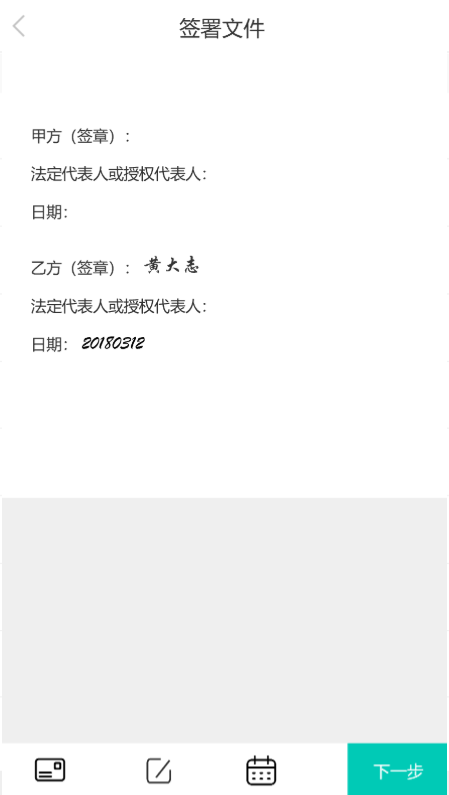 签署文件
甲方（签章）：
法定代表人或授权代表人：
日期：
乙方（签章）： 黄大志
法定代表人或授权代表人：
日期： 20180312
下一步